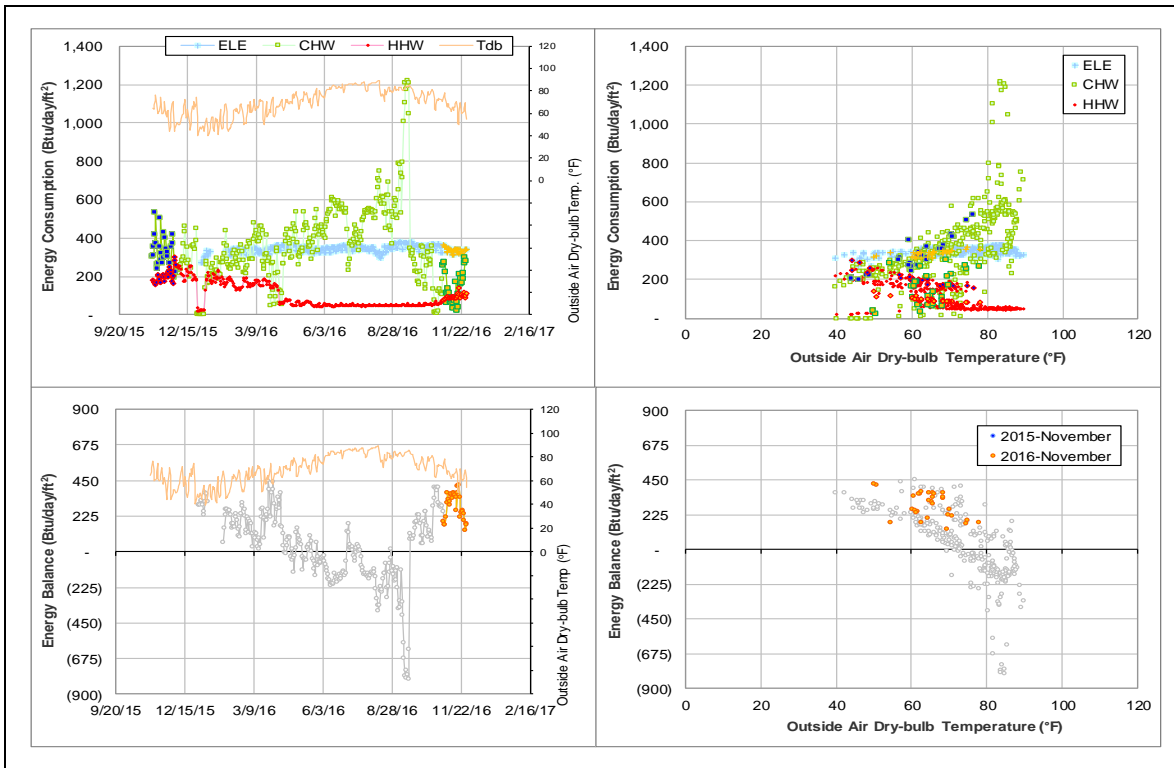 ELE CHW HHW Tdb
1,400
1,200
1,000
800
600
400
200
-
Energy Consumption (Btu/day/ft²)
120
100
80
60
40
20
0
Outside Air Dry-bulb Temp. (°F)
9/20/15 12/15/15 3/9/16 6/3/16 8/28/16 11/22/16 2/16/17
1,400
1,200
1,000
800
600
400
200
-
Energy Consumption (Btu/day/ft²)
ELE
CHW
HHW
0 20 40 60 80 100 120
Outside Air Dry-bulb Temperature (°F)
900
675
450
225
-
(225)
(450)
(675)
(900)
Energy Balance (Btu/day/ft²)
120
100
80
60
40
20
0
Outside Air Dry-bulb Temp (°F)
9/20/15 12/15/15 3/9/16 6/3/16 8/28/16 11/22/16 2/16/17
900
675
450
225
-
(225)
(450)
(675)
(900)
Energy Balance (Btu/day/ft²)
2015-November
2016-November
0 20 40 60 80 100 120
Outside Air Dry-bulb Temperature (°F)